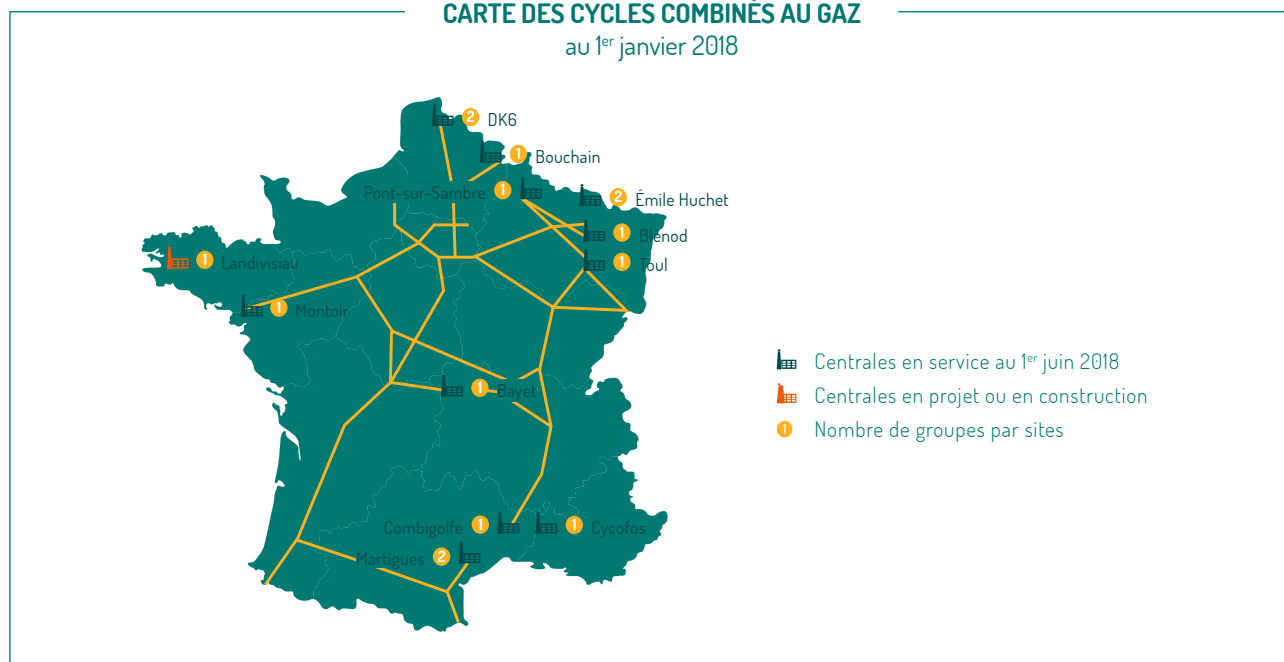 CARTE DES CYCLES COMBINÉS AU GAZ
au 1er janvier 2018
2 DK6
1 Bouchain
Pont-sur-Sambre 1
2 Émile Huchet
1 Blénod
1 Landivisiau
1 Toul
1 Montoir
1 Bayet
Combigolfe 1
1 Cycofos
Martigues 2
Centrales en service au 1er juin 2018
Centrales en projet ou en construction
1 Nombre de groupes par sites